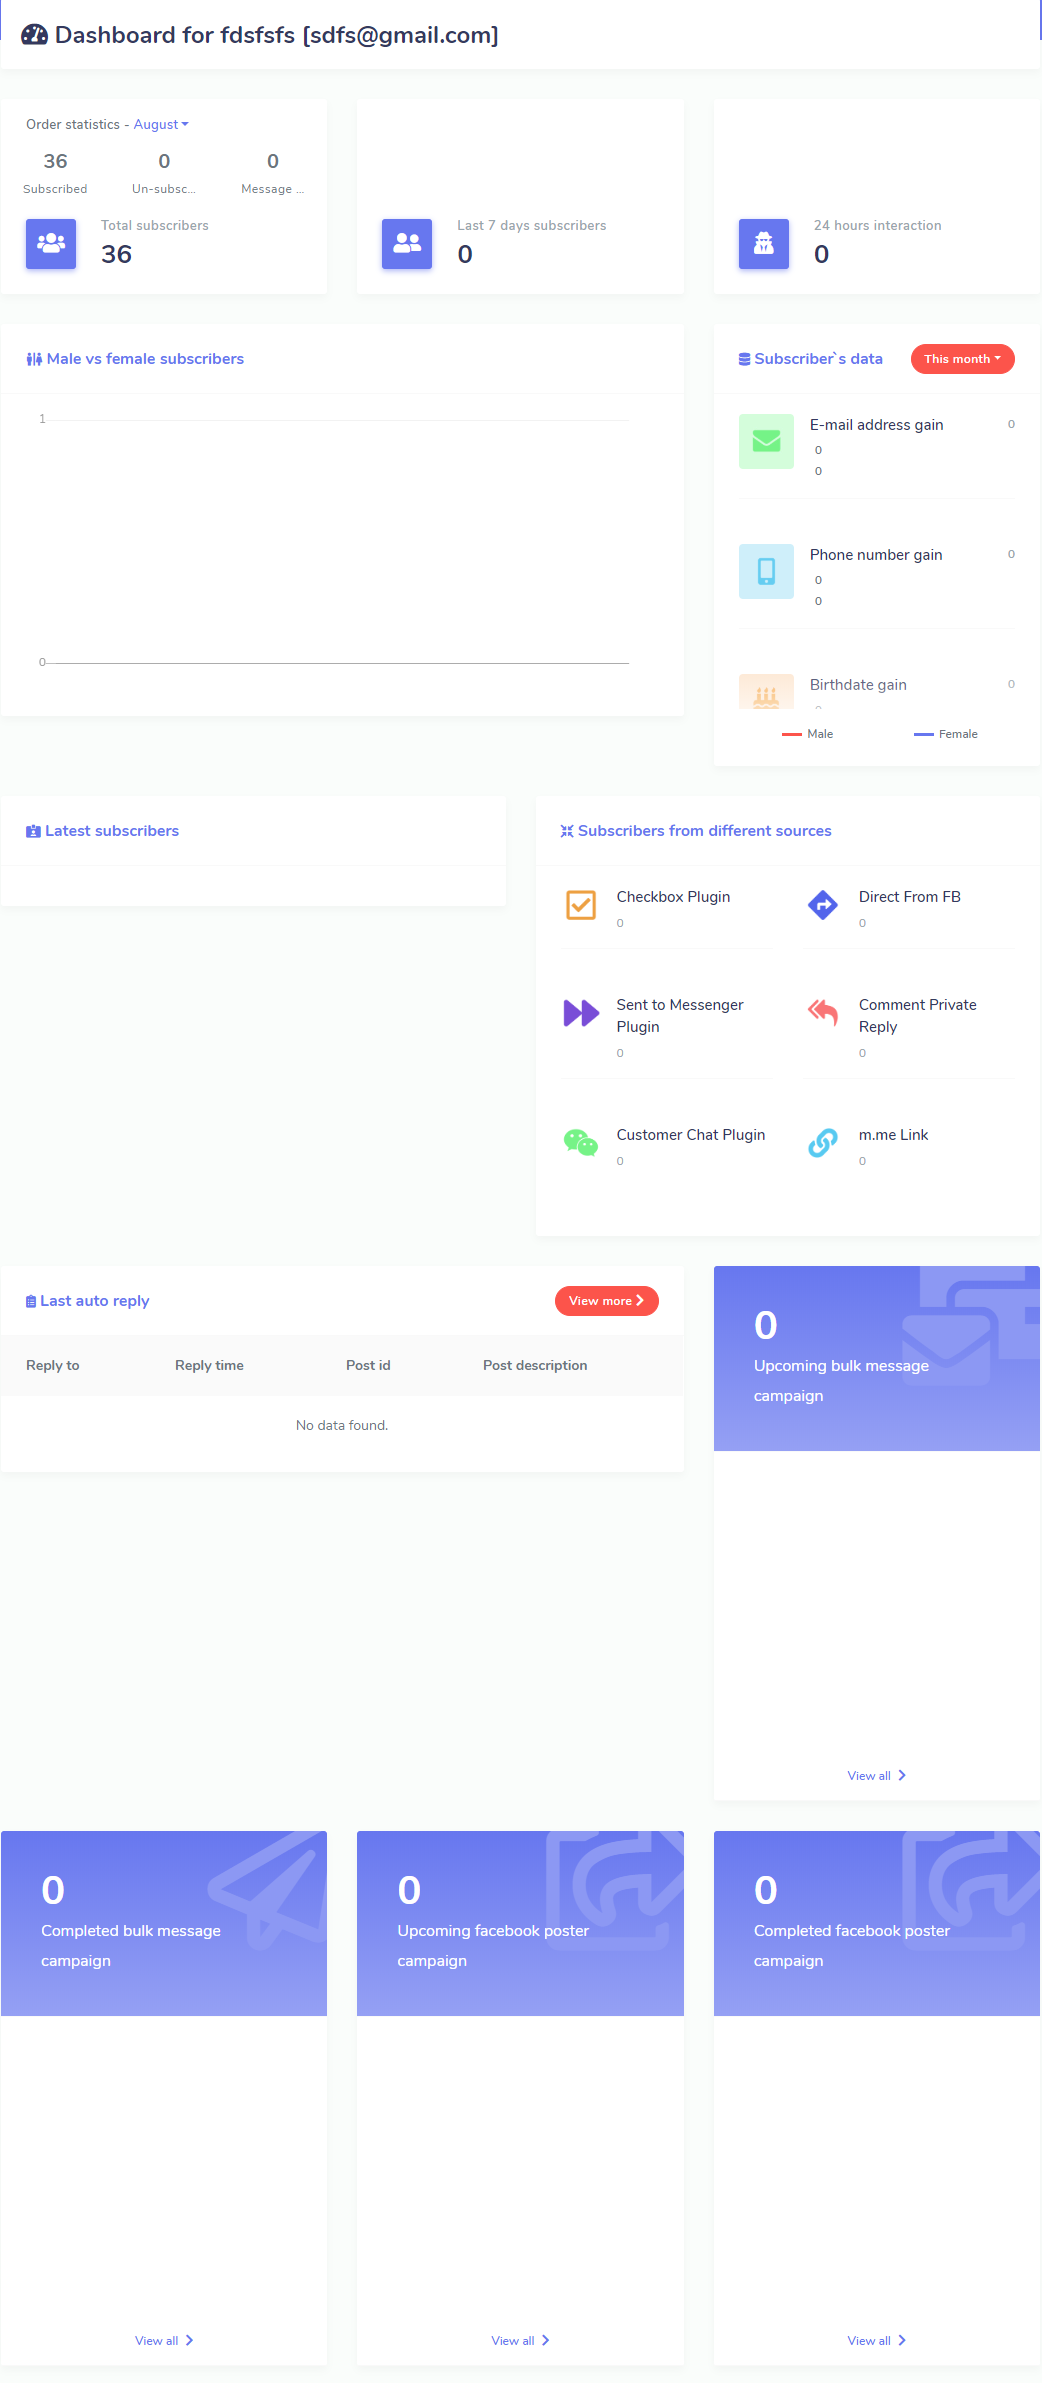 Dashboard for fdsfsfs [sdfs@gmail.com]
Order statistics - August
36 0 0
Subscribed Un-subsc... Message ...
Total subscribers
36
Last 7 days subscribers
0
24 hours interaction
0
Male vs female subscribers
1
0
Subscriber`s data This month
E-mail address gain 0
0
0
Phone number gain 0
0
0
Birthdate gain 0
Male Female
Latest subscribers
Subscribers from different sources
Checkbox Plugin
0
Direct From FB
0
Sent to Messenger
Plugin
0
Comment Private
Reply
0
Customer Chat Plugin
0
m.me Link
0
Last auto reply View more
Reply to Reply time Post id Post description
No data found.
0
Upcoming bulk message
campaign
View all
0
Completed bulk message
campaign
View all
0
Upcoming facebook poster
campaign
View all
0
Completed facebook poster
campaign
View all